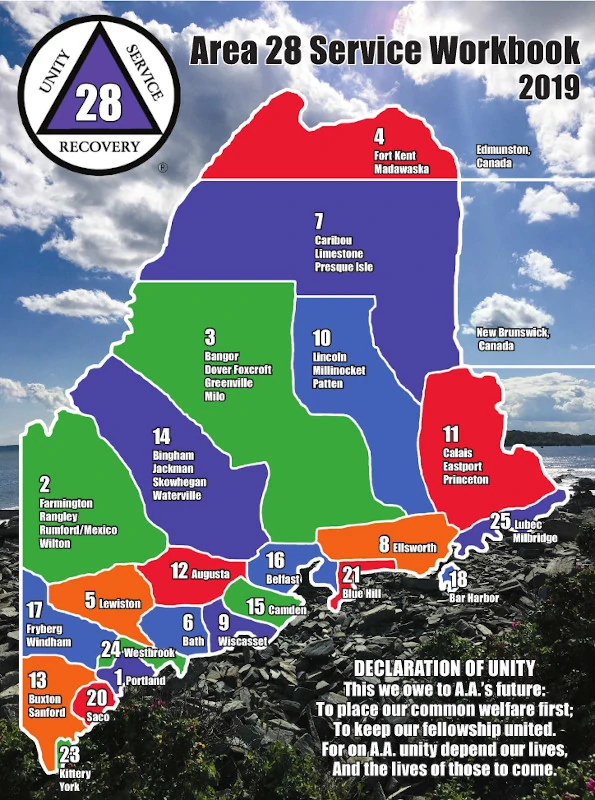 UNITY
SERVICE
28
RECOVERY
®
Area 28 Service Workbook
2019
4
Fort Kent
Madawaska
Edmunston,
Canada
7
Caribou
Limestone
Presque Isle
New Brunswick,
Canada
3
Bangor
Dover Foxcroft
Greenville
Milo
10
Lincoln
Millinocket
Patten
14
Bingham
Jackman
Skowhegan
Waterville
11
Calais
Eastport
Princeton
2
Farmington
Rangley
Rumford/Mexico
Wilton
25 Lubec
Milbridge
8 Ellsworth
16
Belfast
12 Augusta
21
Blue Hill
18
Bar Harbor
5 Lewiston
15 Camden
17
Fryberg
Windham
6
Bath
9
Wiscasset
24 Westbrook
1 Portland
13
Buxton
Sanford
20
Saco
23
Kittery
York
DECLARATION OF UNITY
This we owe to A.A.'s future:
To place our common welfare first;
To keep our fellowship united.
For on A.A. unity depend our lives,
And the lives of those to come.